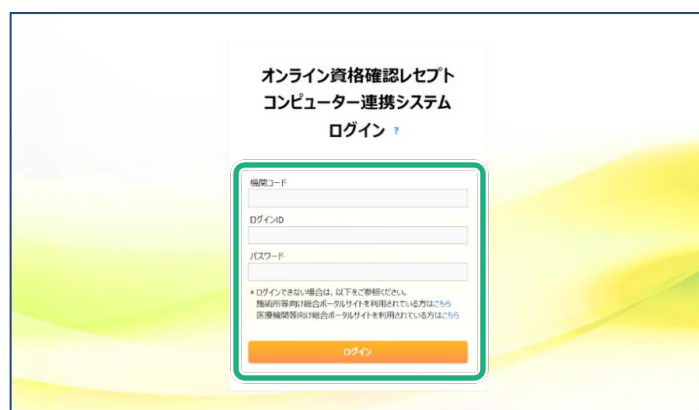 オンライン資格確認レセプト
コンピューター連携システム
ログイン ?
機関コード
ログインID
パスワード
* ログインできない場合は、以下をご参照ください。
施術所等向け総合ポータルサイトを利用されている方はこちら
医療機関等向け総合ポータルサイトを利用されている方はこちら
ログイン